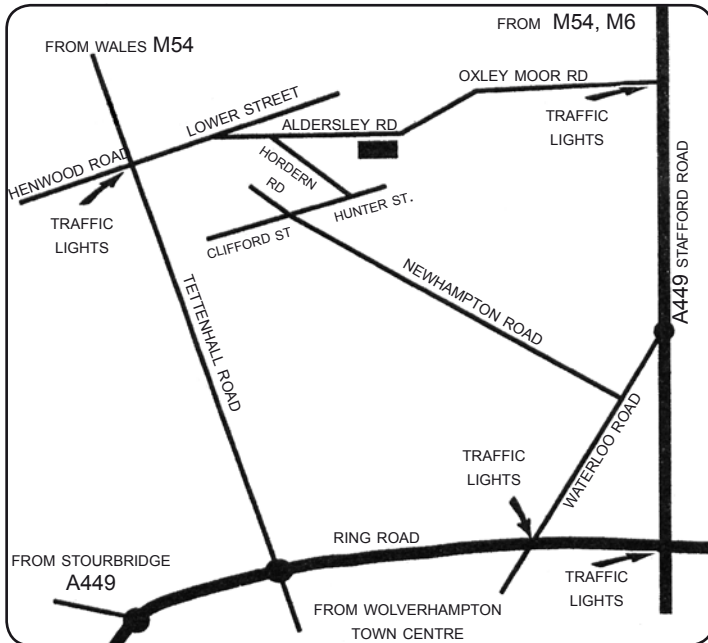 FROM M54, M6
FROM WALES M54
OXLEY MOOR RD
LOWER STREET
ALDERSLEY RD
TRAFFIC
LIGHTS
HENWOOD ROAD
HORDERN
RD
HUNTER ST.
CLIFFORD ST
TRAFFIC
LIGHTS
A449 STAFFORD ROAD
NEWHAMPTON ROAD
TETTENHALL ROAD
WATERLOO ROAD
TRAFFIC
LIGHTS
RING ROAD
FROM STOURBRIDGE
A449
TRAFFIC
LIGHTS
FROM WOLVERHAMPTON
TOWN CENTRE